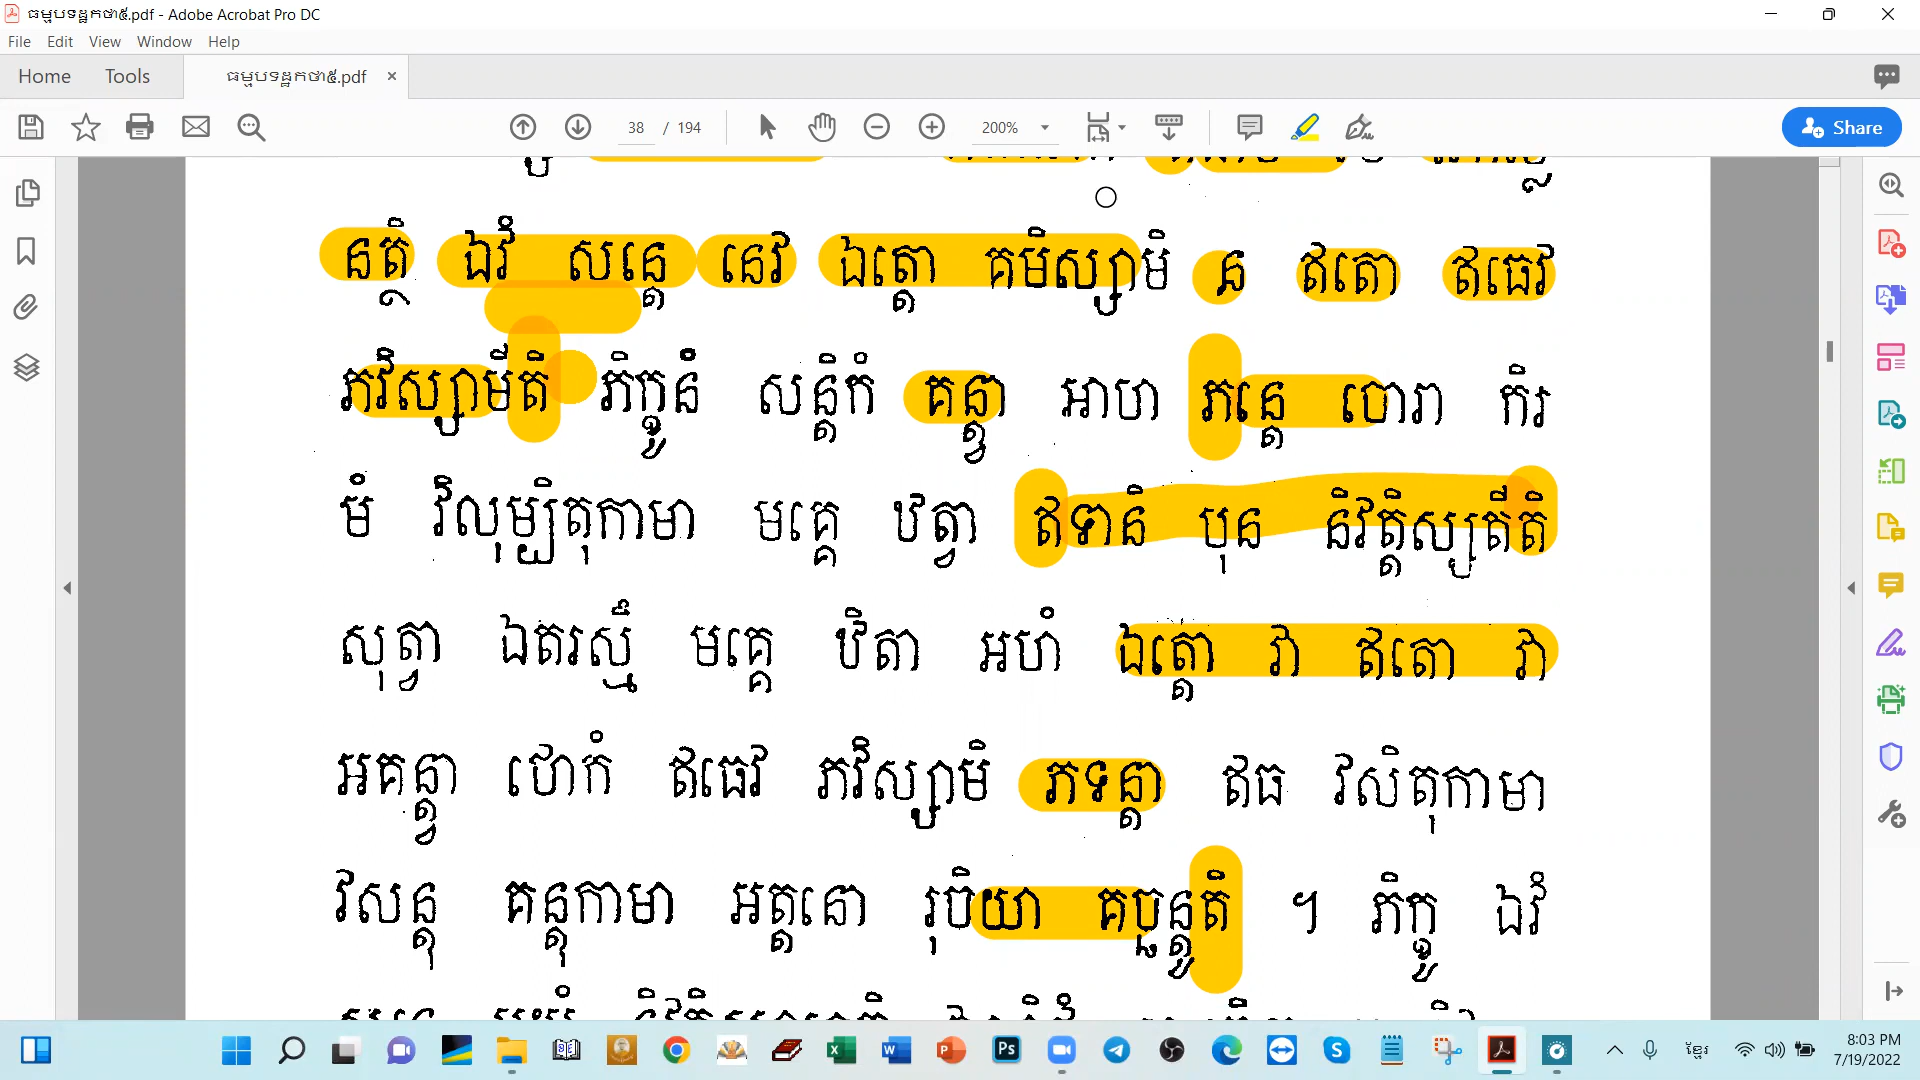 ធម្មបទដ្ឋកថា៥.pdf - Adobe Acrobat Pro DC
File Edit View Window Help
Home Tools ធម្មបទដ្ឋកថា៥.pdf ×
38 / 194 200% Share
នត្ថិ ឯវំ សន្តេ នេវ ឯត្តោ គមិស្សាមិ ន ឥតោ ឥធេវ
ភវិស្សាមីតិ ភិក្ខូនំ សន្តិកំ គន្ត្វា អាហ ភន្តេ ចោរា កិរ
មំ វិលុម្បិតុកាមា មគ្គេ ឋត្វា ឥទានិ បុន និវត្តិស្សតីតិ
សុត្វា ឯតរស្មឹ មគ្គេ ឋិតា អហំ ឯត្តោ វា ឥតោ វា
អគន្ត្វា ថោកំ ឥធេវ ភវិស្សាមិ ភទន្តា ឥធ វសិតុកាមា
វសន្តុ គន្តុកាមា អត្តនោ រុចិយា គច្ឆន្តូតិ ។ ភិក្ខូ ឯវំ
Ps
ខ្មែរ
8:03 PM
7/19/2022